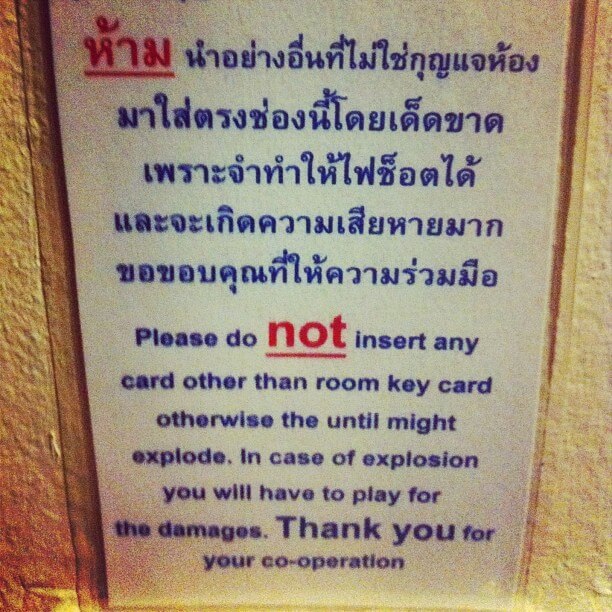 ห้าม นำอย่างอื่นที่ไม่ใช่กุญแจห้อง
มาใส่ตรงช่องนี้โดยเด็ดขาด
เพราะจำทำให้ไฟช็อตได้
และจะเกิดความเสียหายมาก
ขอขอบคุณที่ให้ความร่วมมือ
Please do not insert any
card other than room key card
otherwise the until might
explode. In case of explosion
you will have to play for
the damages. Thank you for
your co-operation